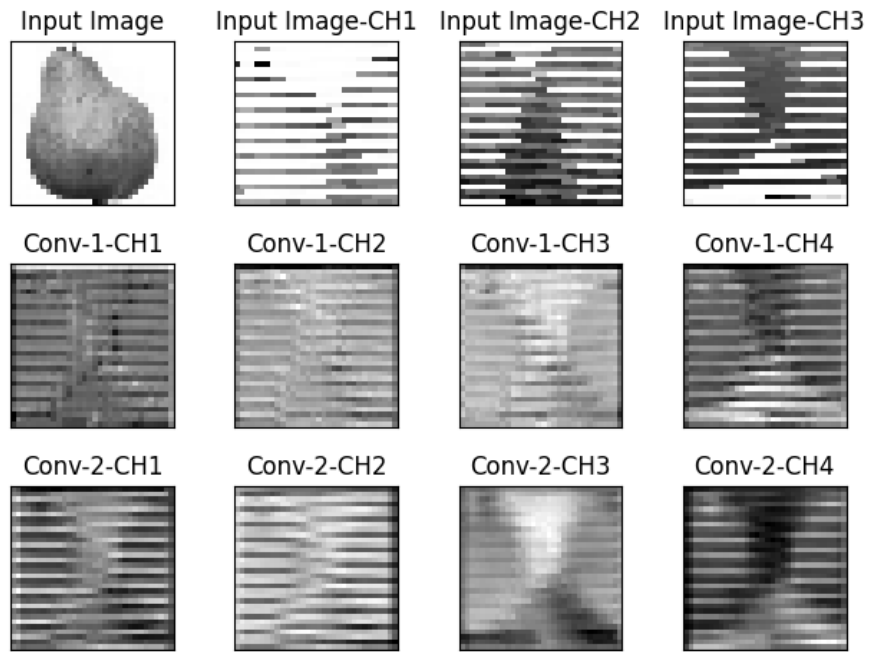 Input Image
Input Image-CH1
Input Image-CH2
Input Image-CH3
Conv-1-CH1
Conv-1-CH2
Conv-1-CH3
Conv-1-CH4
Conv-2-CH1
Conv-2-CH2
Conv-2-CH3
Conv-2-CH4